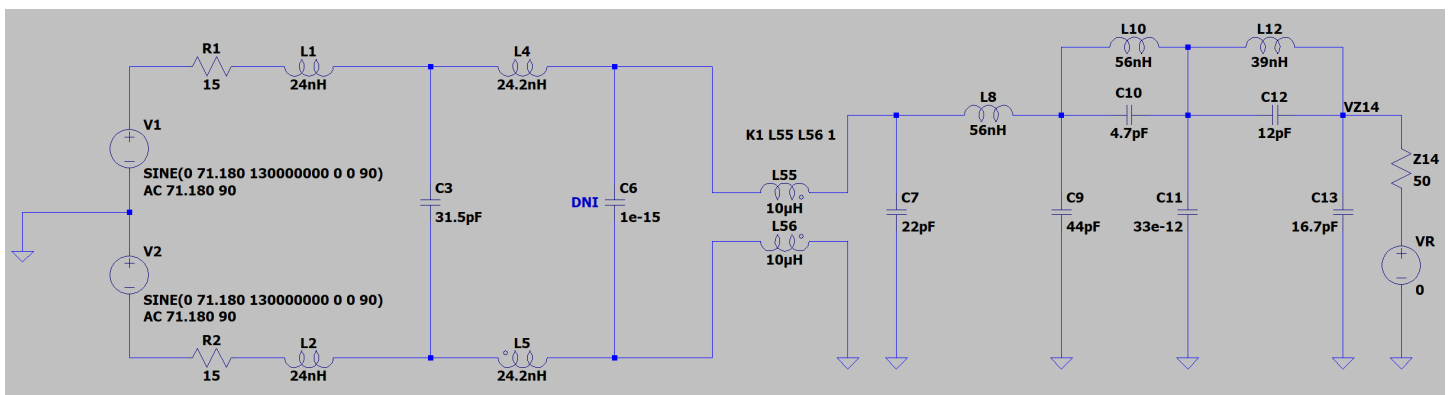 R1
15
L1
24nH
L4
24.2nH
V1
SINE(0 71.180 130000000 0 0 90)
AC 71.180 90
C3
31.5pF
DNI
C6
1e-15
V2
SINE(0 71.180 130000000 0 0 90)
AC 71.180 90
R2
15
L2
24nH
L5
24.2nH
K1 L55 L56 1
L55
10µH
L56
10µH
C7
22pF
L8
56nH
C9
44pF
L10
56nH
C10
4.7pF
C11
33e-12
L12
39nH
C12
12pF
VZ14
C13
16.7pF
Z14
50
VR
0